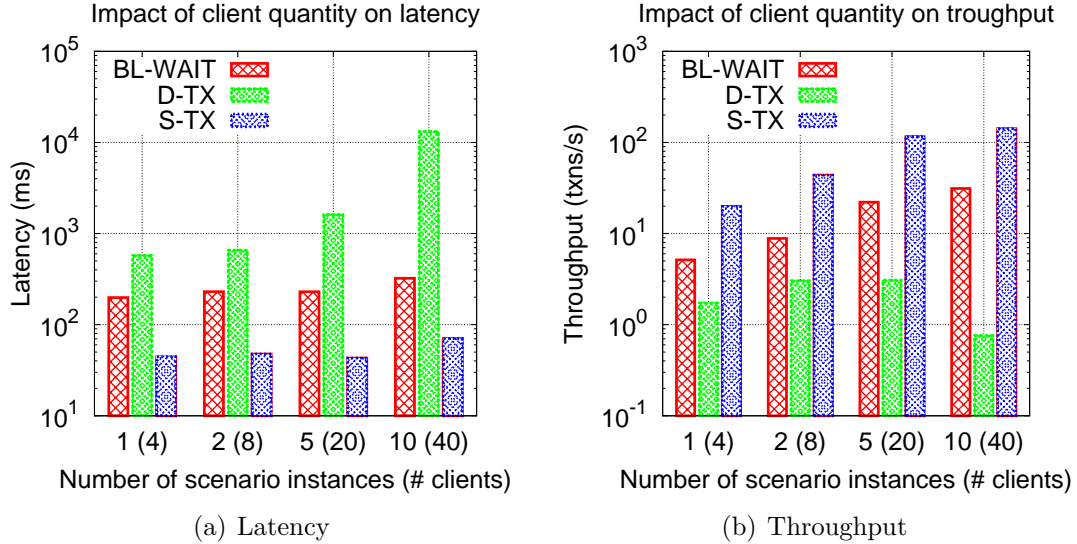 Impact of client quantity on latency
10^5
10^4
10^3
10^2
10^1
Latency (ms)
BL-WAIT
D-TX
S-TX
1 (4) 2 (8) 5 (20) 10 (40)
Number of scenario instances (# clients)
(a) Latency
Impact of client quantity on troughput
10^3
10^2
10^1
10^0
10^-1
Throughput (txns/s)
BL-WAIT
D-TX
S-TX
1 (4) 2 (8) 5 (20) 10 (40)
Number of scenario instances (# clients)
(b) Throughput